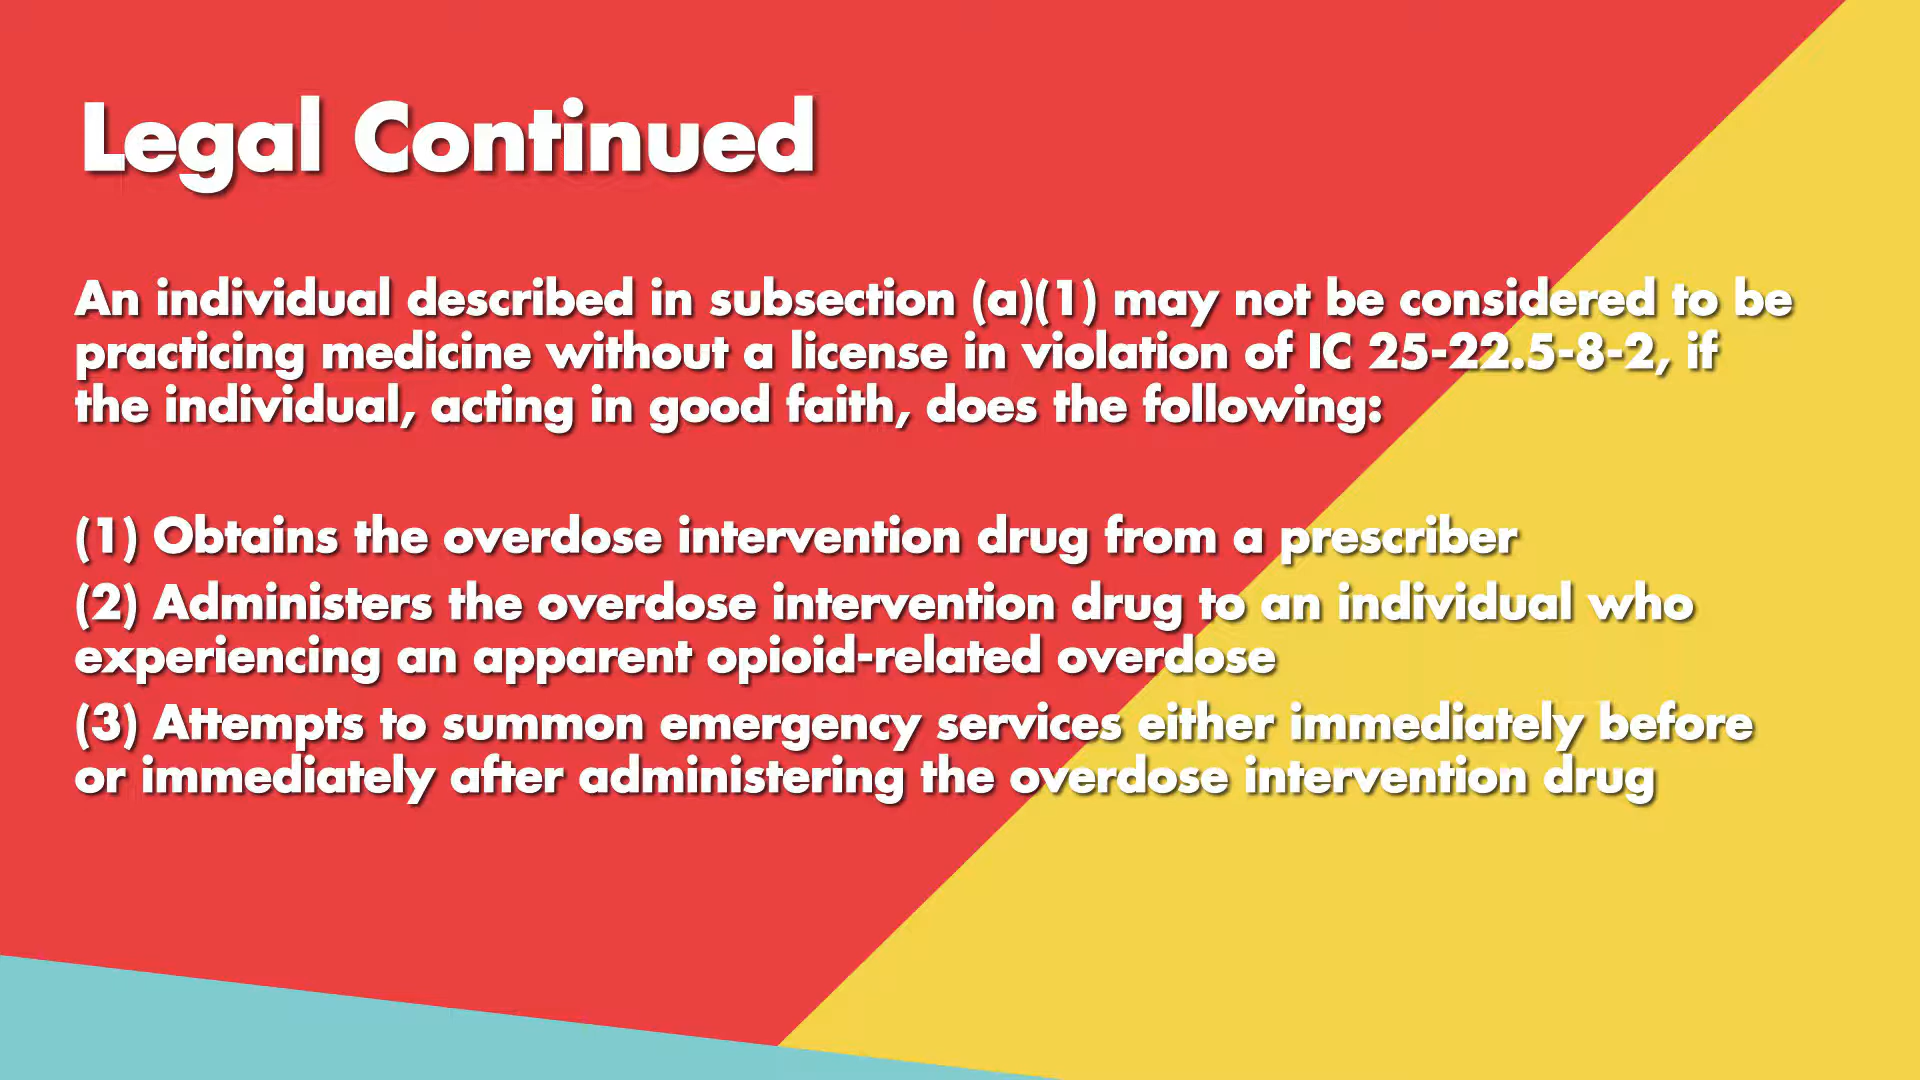 Legal Continued
An individual described in subsection (a)(1) may not be considered to be
practicing medicine without a license in violation of IC 25-22.5-8-2, if
the individual, acting in good faith, does the following:
(1) Obtains the overdose intervention drug from a prescriber
(2) Administers the overdose intervention drug to an individual who
experiencing an apparent opioid-related overdose
(3) Attempts to summon emergency services either immediately before
or immediately after administering the overdose intervention drug